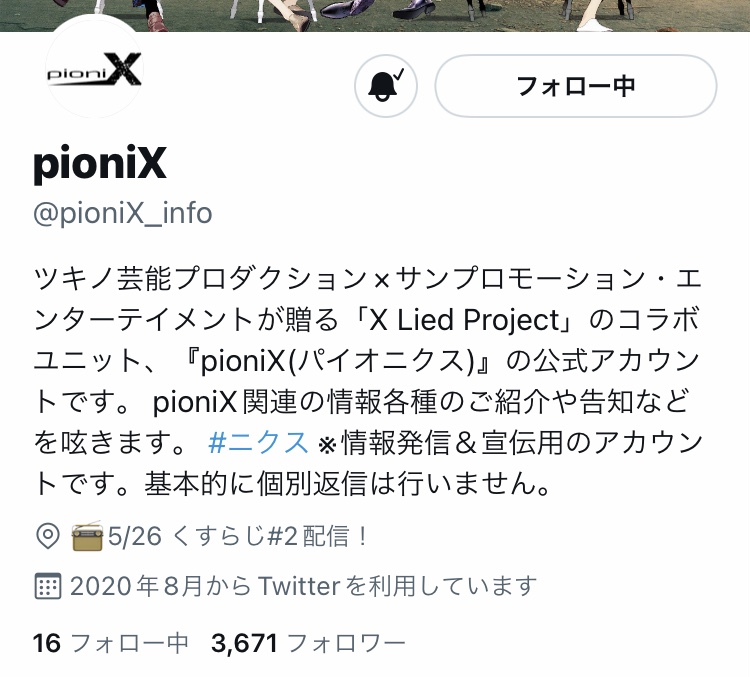 pioniX
フォロー中
pioniX
@pioniX_info
ツキノ芸能プロダクション×サンプロモーション・エ
ンターテイメントが贈る「X Lied Project」のコラボ
ユニット、『pioniX(パイオニクス)』の公式アカウン
トです。 pioniX関連の情報各種のご紹介や告知など
を呟きます。 #ニクス ※情報発信＆宣伝用のアカウン
トです。基本的に個別返信は行いません。
5/26 くすらじ#2配信！
2020年8月からTwitterを利用しています
16 フォロー中 3,671 フォロワー